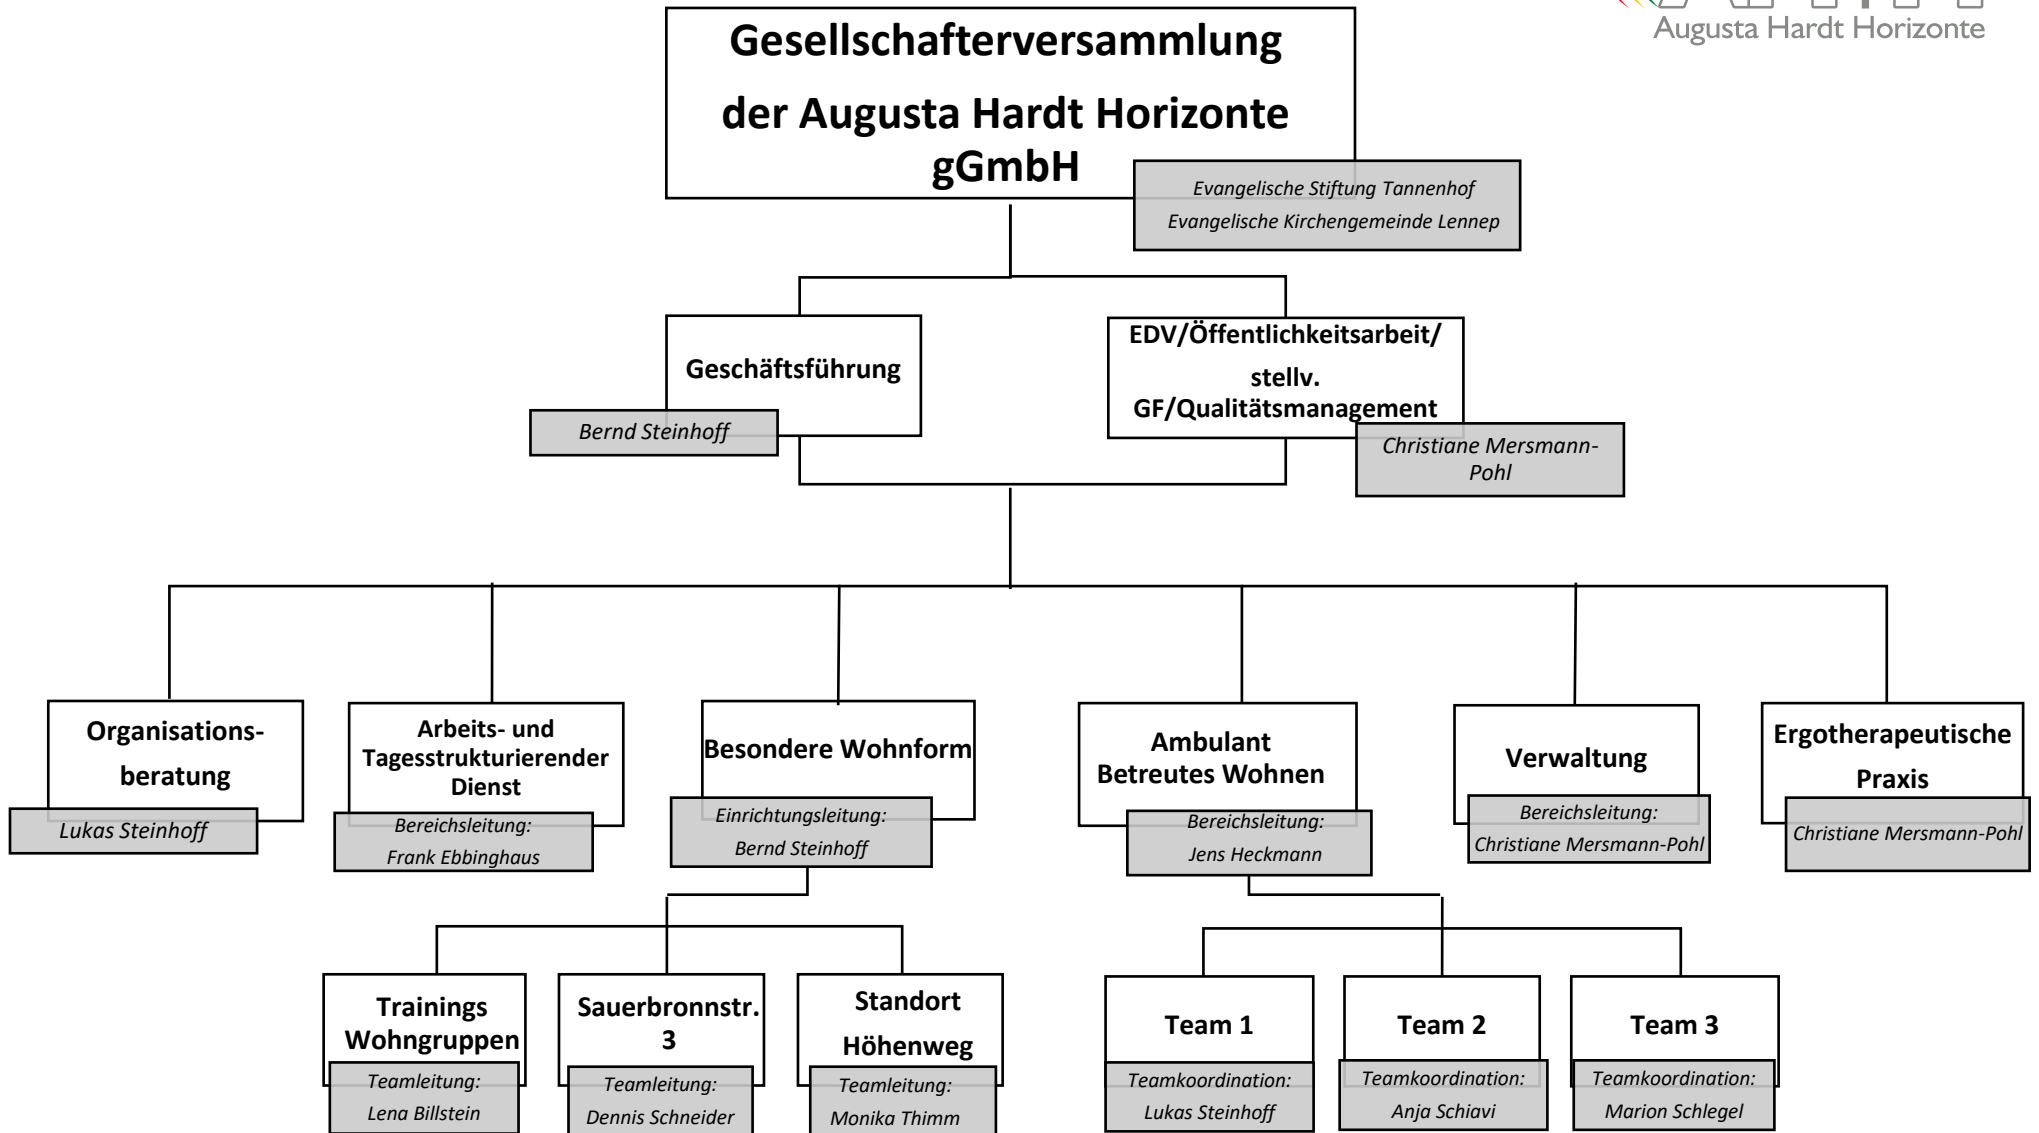 Augusta Hardt Horizonte
Gesellschafterversammlung
der Augusta Hardt Horizonte
gGmbH
Evangelische Stiftung Tannenhof
Evangelische Kirchengemeinde Lennep
Geschäftsführung
Bernd Steinhoff
EDV/Öffentlichkeitsarbeit/
stellv.
GF/Qualitätsmanagement
Christiane Mersmann-
Pohl
Organisations-
beratung
Lukas Steinhoff
Arbeits- und
Tagesstrukturierender
Dienst
Bereichsleitung:
Frank Ebbinghaus
Besondere Wohnform
Einrichtungsleitung:
Bernd Steinhoff
Ambulant
Betreutes Wohnen
Bereichsleitung:
Jens Heckmann
Verwaltung
Bereichsleitung:
Christiane Mersmann-Pohl
Ergotherapeutische
Praxis
Christiane Mersmann-Pohl
Trainings
Wohngruppen
Teamleitung:
Lena Billstein
Sauerbronnstr.
3
Teamleitung:
Dennis Schneider
Standort
Höhenweg
Teamleitung:
Monika Thimm
Team 1
Teamkoordination:
Lukas Steinhoff
Team 2
Teamkoordination:
Anja Schiavi
Team 3
Teamkoordination:
Marion Schlegel